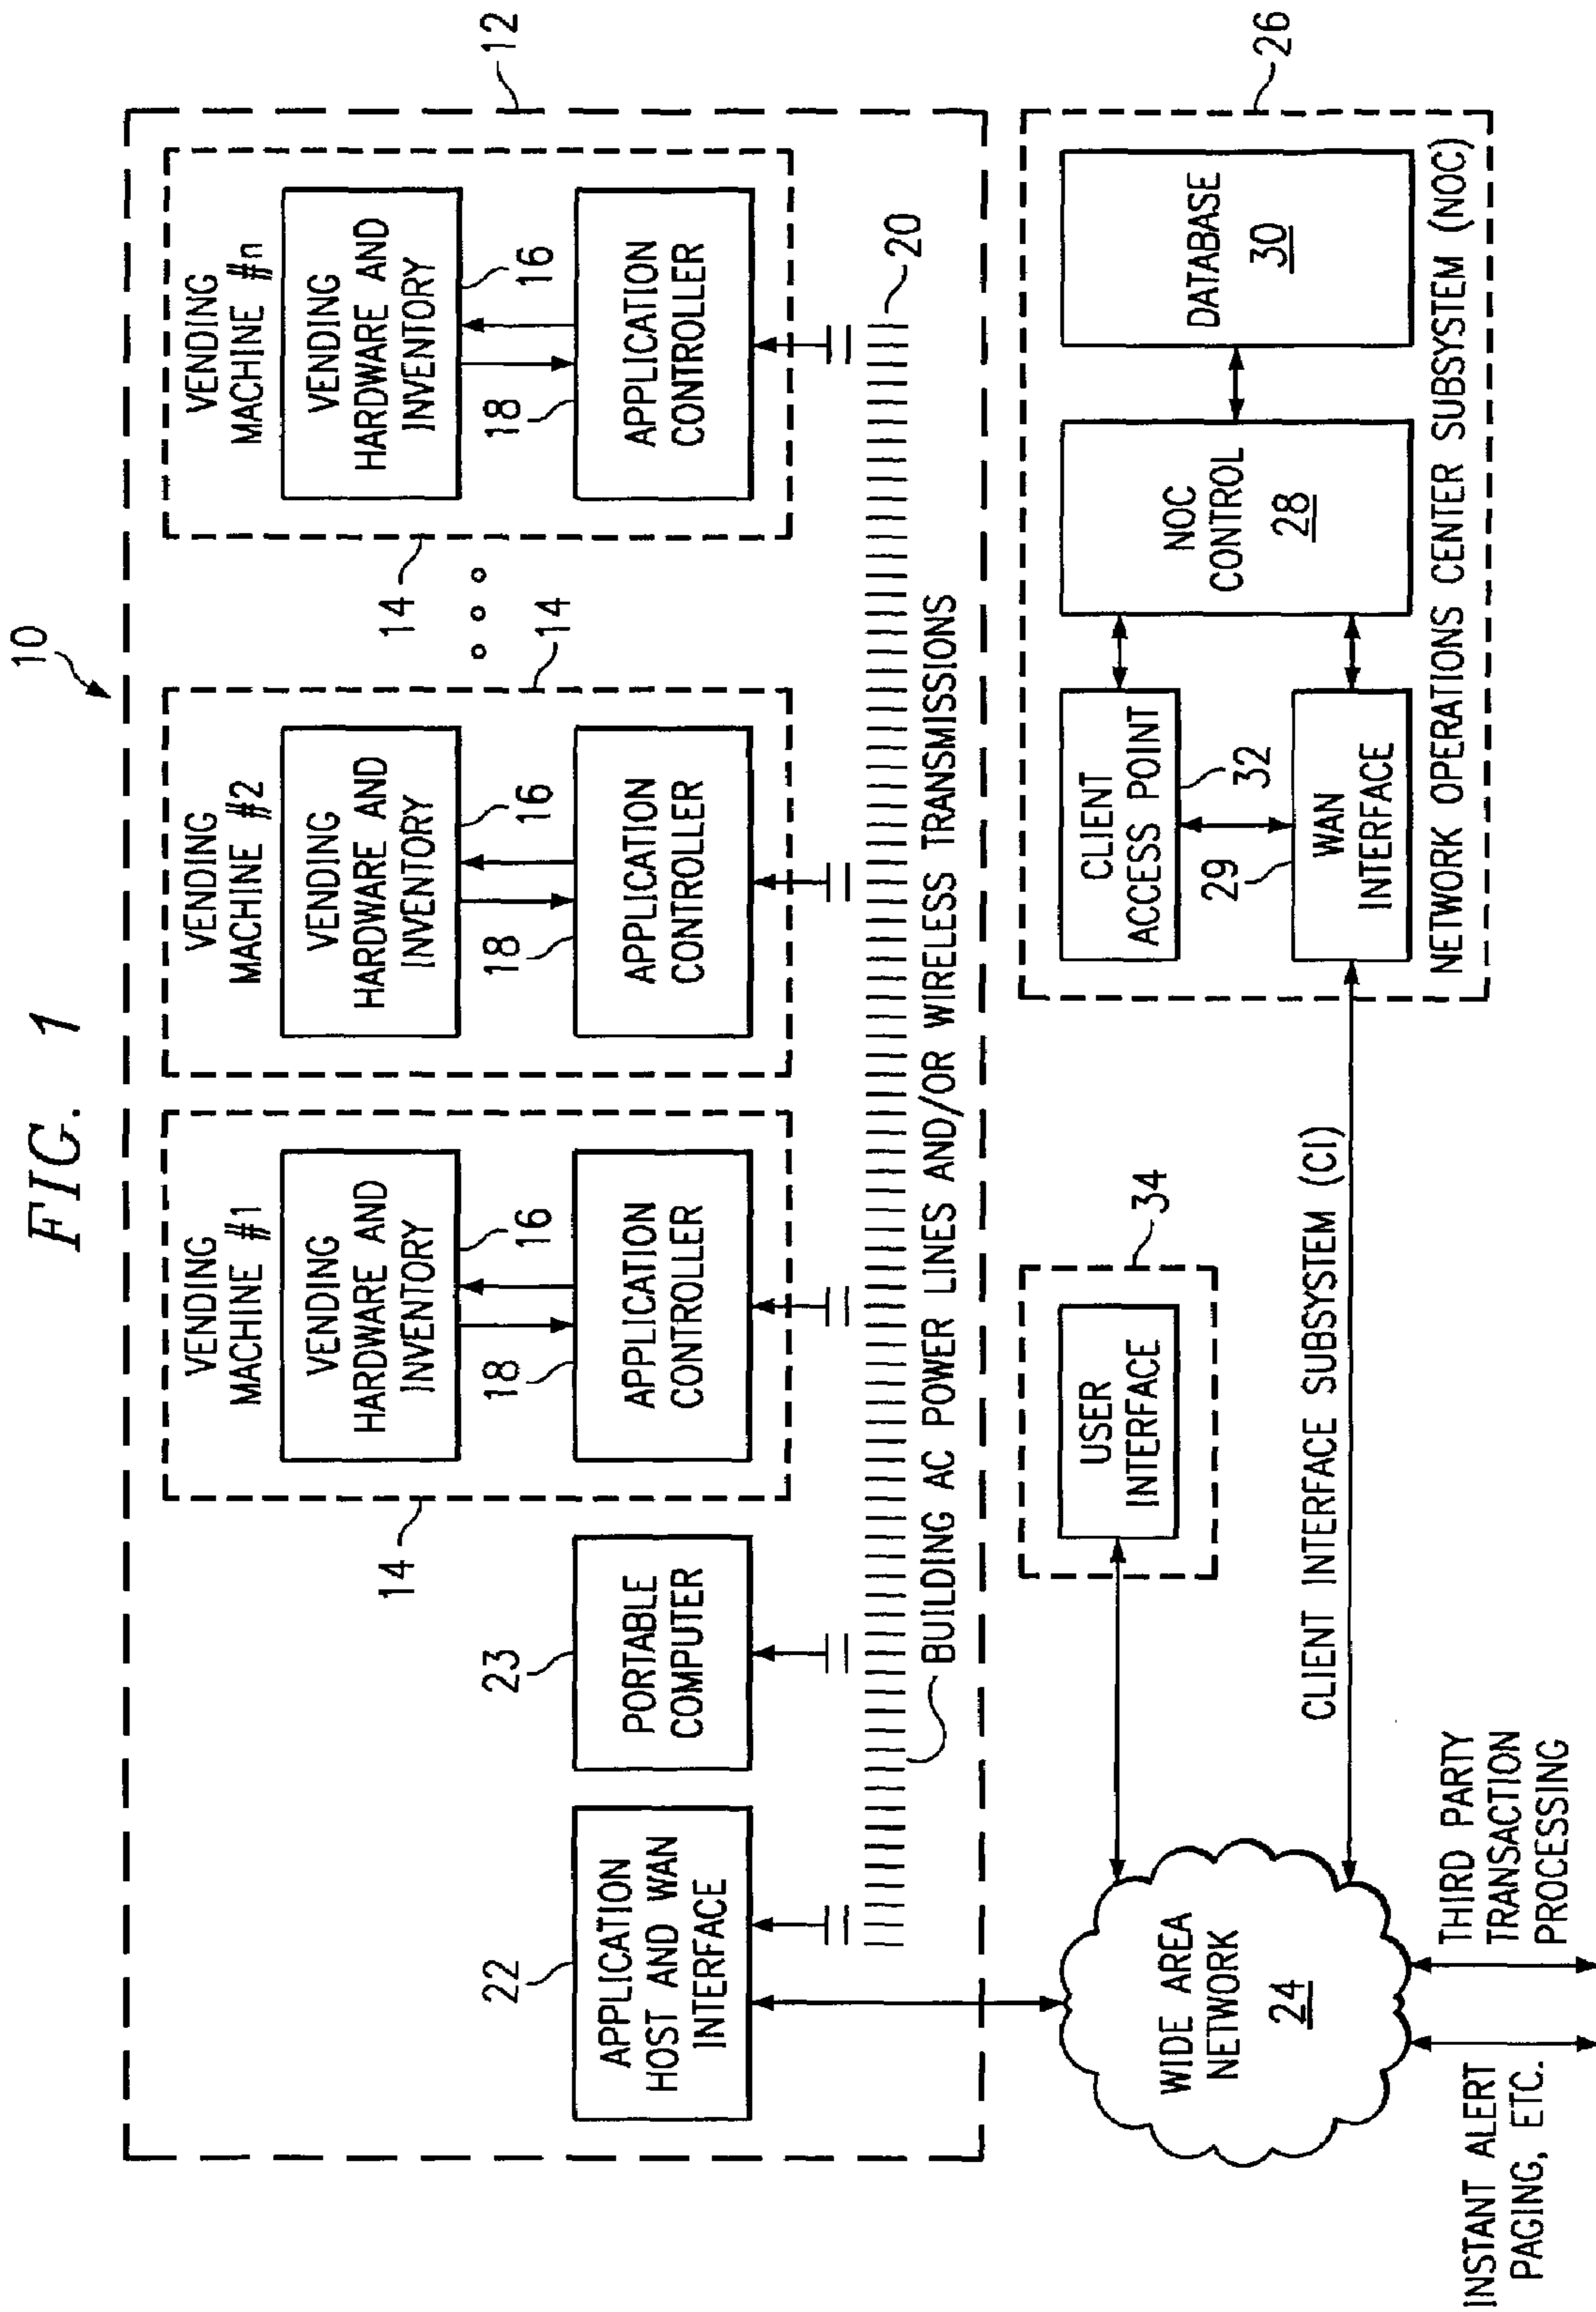 FIG. 1
10
12
VENDING
MACHINE #1
VENDING
HARDWARE AND
INVENTORY
16
18
APPLICATION
CONTROLLER
14
VENDING
MACHINE #2
VENDING
HARDWARE AND
INVENTORY
16
18
APPLICATION
CONTROLLER
14
VENDING
MACHINE #n
VENDING
HARDWARE AND
INVENTORY
16
18
APPLICATION
CONTROLLER
14
22
APPLICATION
HOST AND WAN
INTERFACE
23
PORTABLE
COMPUTER
20
BUILDING AC POWER LINES AND/OR WIRELESS TRANSMISSIONS
WIDE AREA
NETWORK
24
USER
INTERFACE
34
CLIENT INTERFACE SUBSYSTEM (CI)
CLIENT
ACCESS POINT
32
29
WAN
INTERFACE
NOC
CONTROL
28
DATABASE
30
26
NETWORK OPERATIONS CENTER SUBSYSTEM (NOC)
INSTANT ALERT
PAGING, ETC.
THIRD PARTY
TRANSACTION
PROCESSING